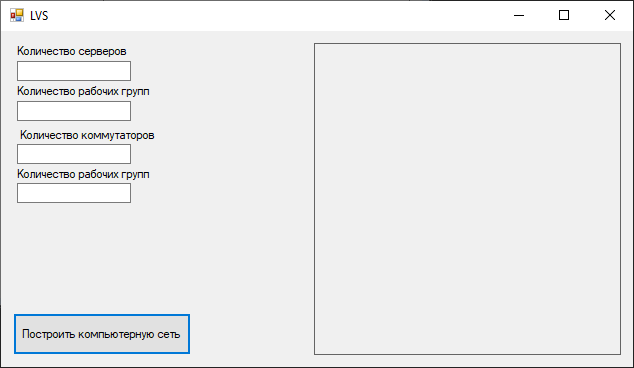 LVS
Количество серверов
Количество рабочих групп
Количество коммутаторов
Количество рабочих групп
Построить компьютерную сеть